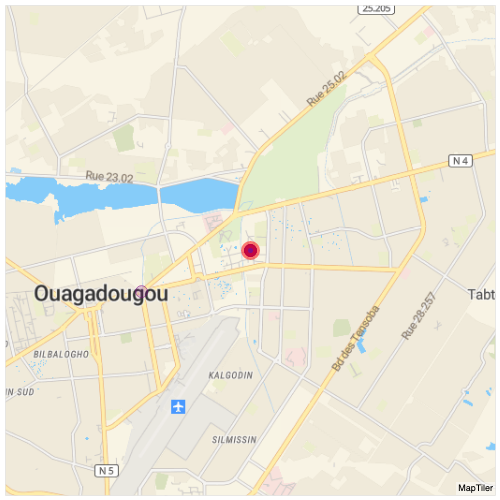 25.205
Rue 25.02
N 4
Rue 23.02
Ouagadougou
Tabt
Rue 28.257
Bd des Tensoba
BILBALOGHO
KALGODIN
IN SUD
SILMISSIN
N 5
MapTiler